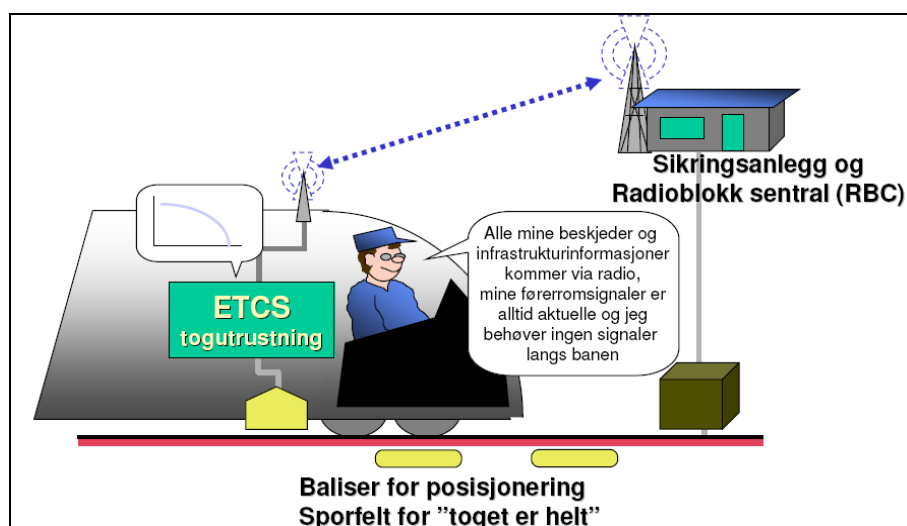 Sikringsanlegg og
Radioblokk sentral (RBC)
Alle mine beskjeder og
infrastrukturinformasjoner
kommer via radio,
mine førerromsignaler er
alltid aktuelle og jeg
behøver ingen signaler
langs banen
ETCS
togutrustning
Baliser for posisjonering
Sporfelt for ”toget er helt”